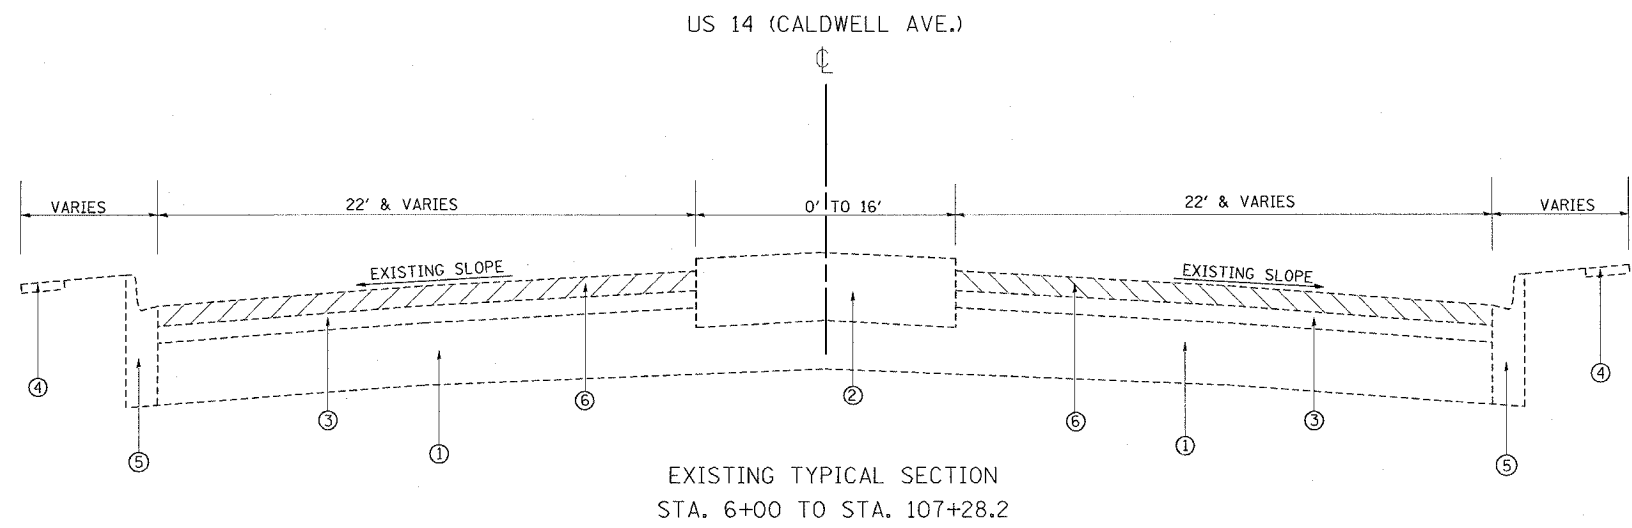 US 14 (CALDWELL AVE.)
℄
VARIES
22' & VARIES
0' TO 16'
22' & VARIES
VARIES
EXISTING SLOPE
EXISTING SLOPE
4
3
6
2
6
3
4
5
1
1
5
EXISTING TYPICAL SECTION
STA. 6+00 TO STA. 107+28.2